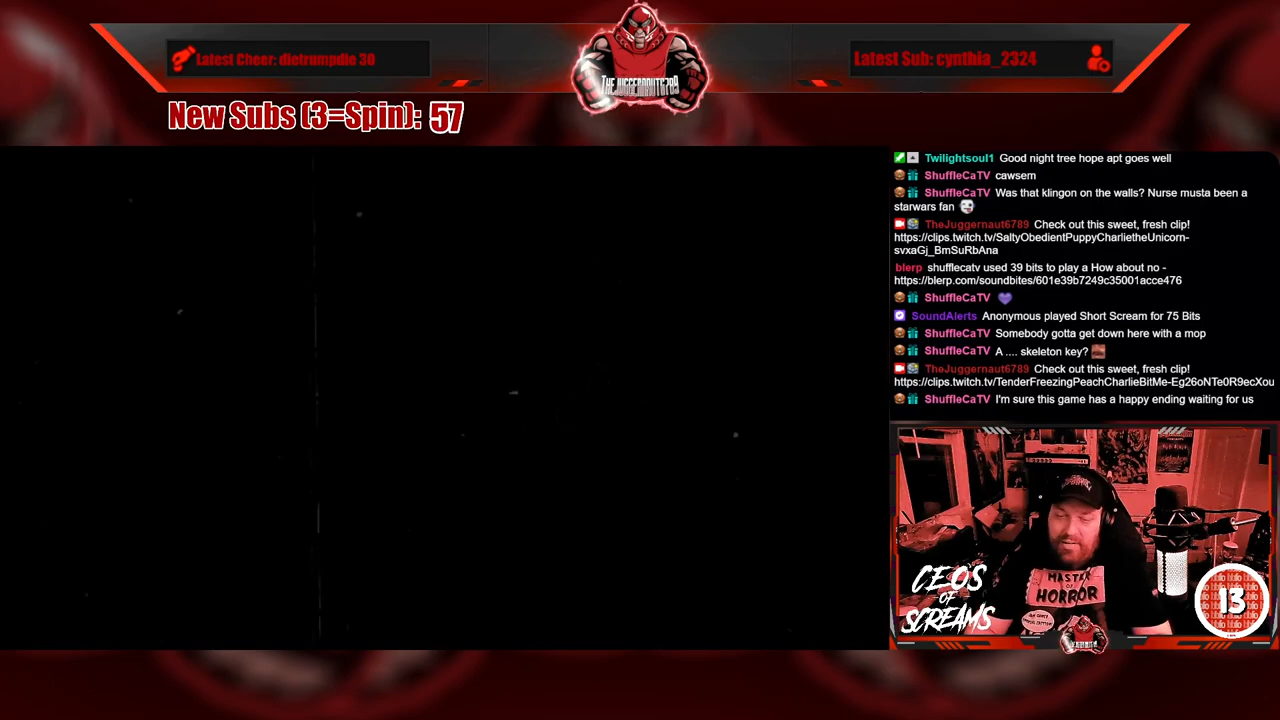 Latest Cheer: dietrumpdie 30
THEJUGGERNAUT6789
Latest Sub: cynthia_2324
New Subs (3=Spin): 57
Twilightsoul1 Good night tree hope apt goes well
ShuffleCaTV cawsem
ShuffleCaTV Was that klingon on the walls? Nurse musta been a
starwars fan
TheJuggernaut6789 Check out this sweet, fresh clip!
https://clips.twitch.tv/SaltyObedientPuppyCharlietheUnicorn-
svxaGj_BmSuRbAna
blerp shufflecatv used 39 bits to play a How about no -
https://blerp.com/soundbites/601e39b7249c35001acce476
ShuffleCaTV
SoundAlerts Anonymous played Short Scream for 75 Bits
ShuffleCaTV Somebody gotta get down here with a mop
ShuffleCaTV A .... skeleton key?
TheJuggernaut6789 Check out this sweet, fresh clip!
https://clips.twitch.tv/TenderFreezingPeachCharlieBitMe-Eg26oNTe0R9ecXou
ShuffleCaTV I'm sure this game has a happy ending waiting for us
CEOS
OF
SCREAMS
MASTER
OF
HORROR
13